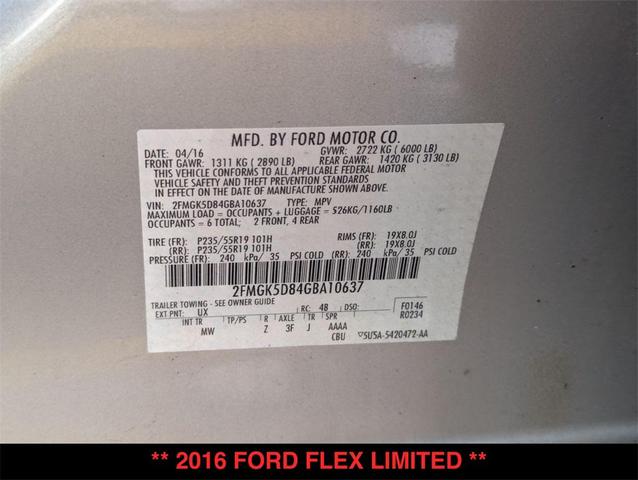 MFD. BY FORD MOTOR CO.
DATE: 04/16 GVWR: 2722 KG ( 6000 LB)
FRONT GAWR: 1311 KG ( 2890 LB) REAR GAWR: 1420 KG ( 3130 LB)
THIS VEHICLE CONFORMS TO ALL APPLICABLE FEDERAL MOTOR
VEHICLE SAFETY AND THEFT PREVENTION STANDARDS IN
EFFECT ON THE DATE OF MANUFACTURE SHOWN ABOVE.
VIN: 2FMGK5D84GBA10637 TYPE: MPV
MAXIMUM LOAD = OCCUPANTS + LUGGAGE = 526KG/1160LB
OCCUPANTS = 6 TOTAL; 2 FRONT, 4 REAR
TIRE (FR): P235/55R19 101H RIMS (FR): 19X8.0J
(RR): P235/55R19 101H (RR): 19X8.0J
PRESSURE (FR): 240 kPa/ 35 PSI COLD (RR): 240 kPa/ 35 PSI COLD
2FMGK5D84GBA10637
TRAILER TOWING - SEE OWNER GUIDE
EXT PNT: UX RC: 48 DSO: F0146
R0234
INT TR TP/PS R AXLE TR SPR
MW Z 3F J AAAA
CBU ▽5U5A-5420472-AA
** 2016 FORD FLEX LIMITED **